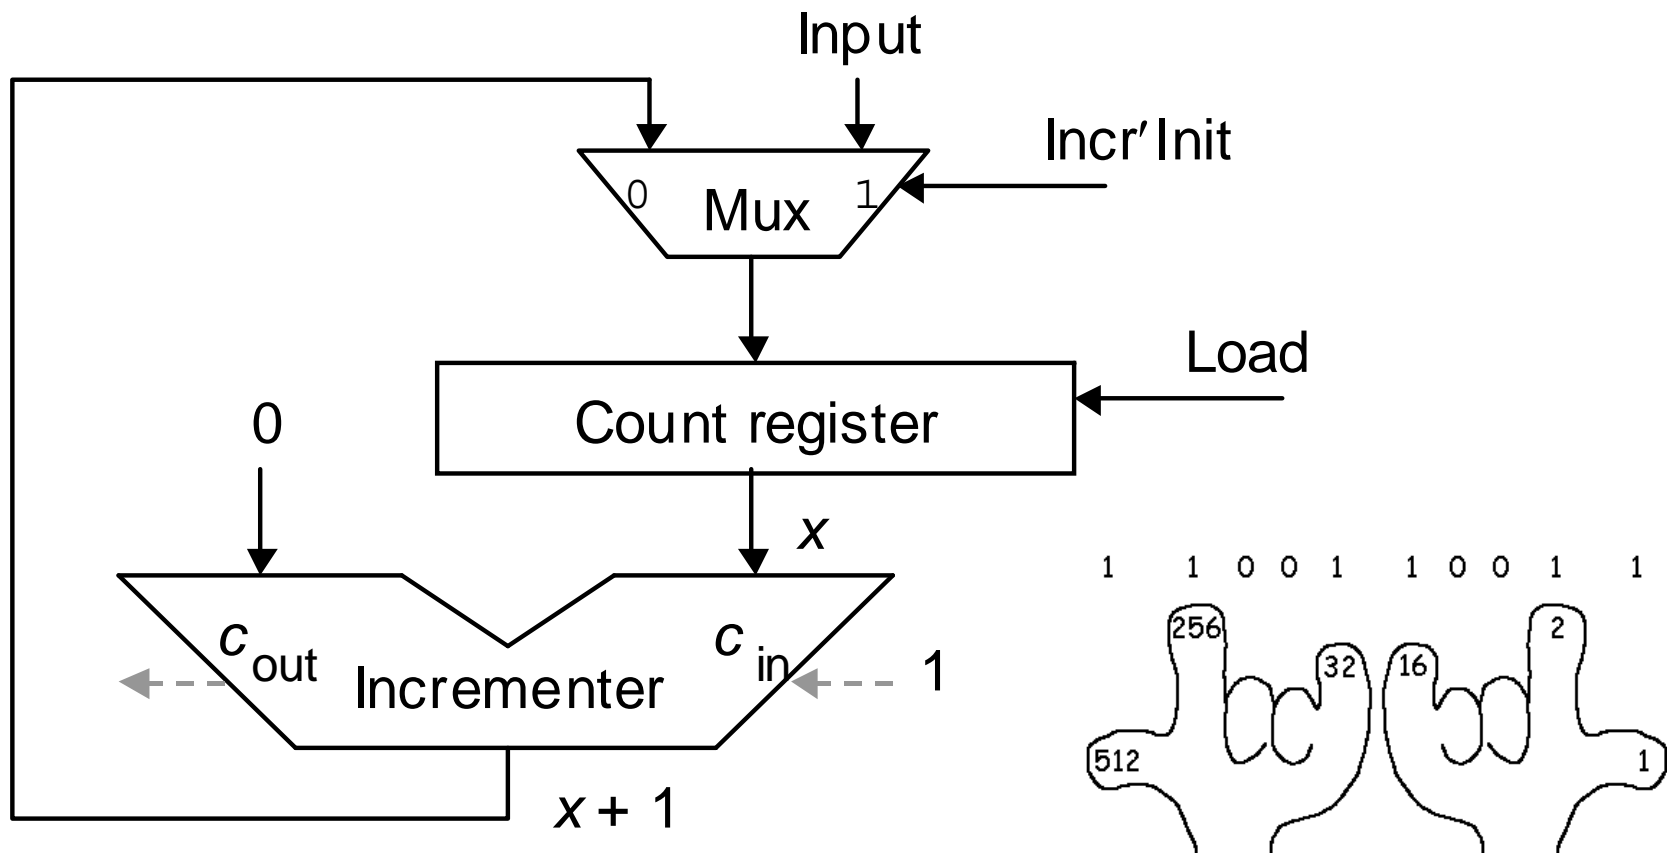 Input
Incr′Init
0 Mux 1
Load
Count register
0
x
1 1 0 0 1 1 0 0 1 1
c out c in 1
Incrementer
256 32 16 2
512 1
x + 1